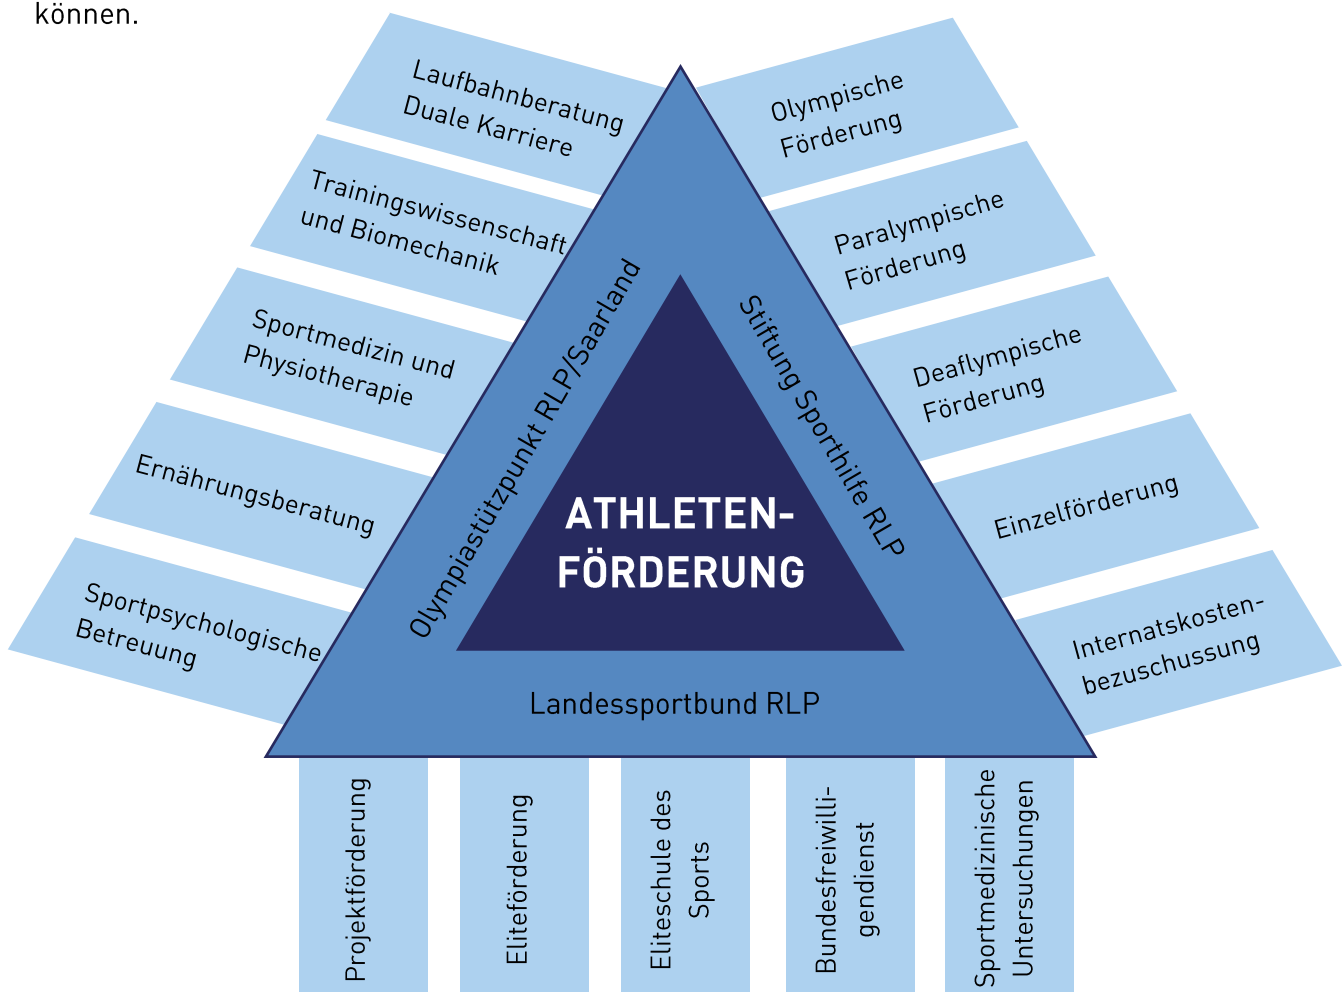 können.
Laufbahnberatung
Duale Karriere
Trainingswissenschaft
und Biomechanik
Sportmedizin und
Physiotherapie
Ernährungsberatung
Sportpsychologische
Betreuung
Olympiastützpunkt RLP/Saarland
Stiftung Sporthilfe RLP
Olympische
Förderung
Paralympische
Förderung
Deaflympische
Förderung
Einzelförderung
Internatskosten-
bezuschussung
ATHLETEN-
FÖRDERUNG
Landessportbund RLP
Projektförderung
Eliteförderung
Eliteschule des
Sports
Bundesfreiwilli-
gendienst
Sportmedizinische
Untersuchungen